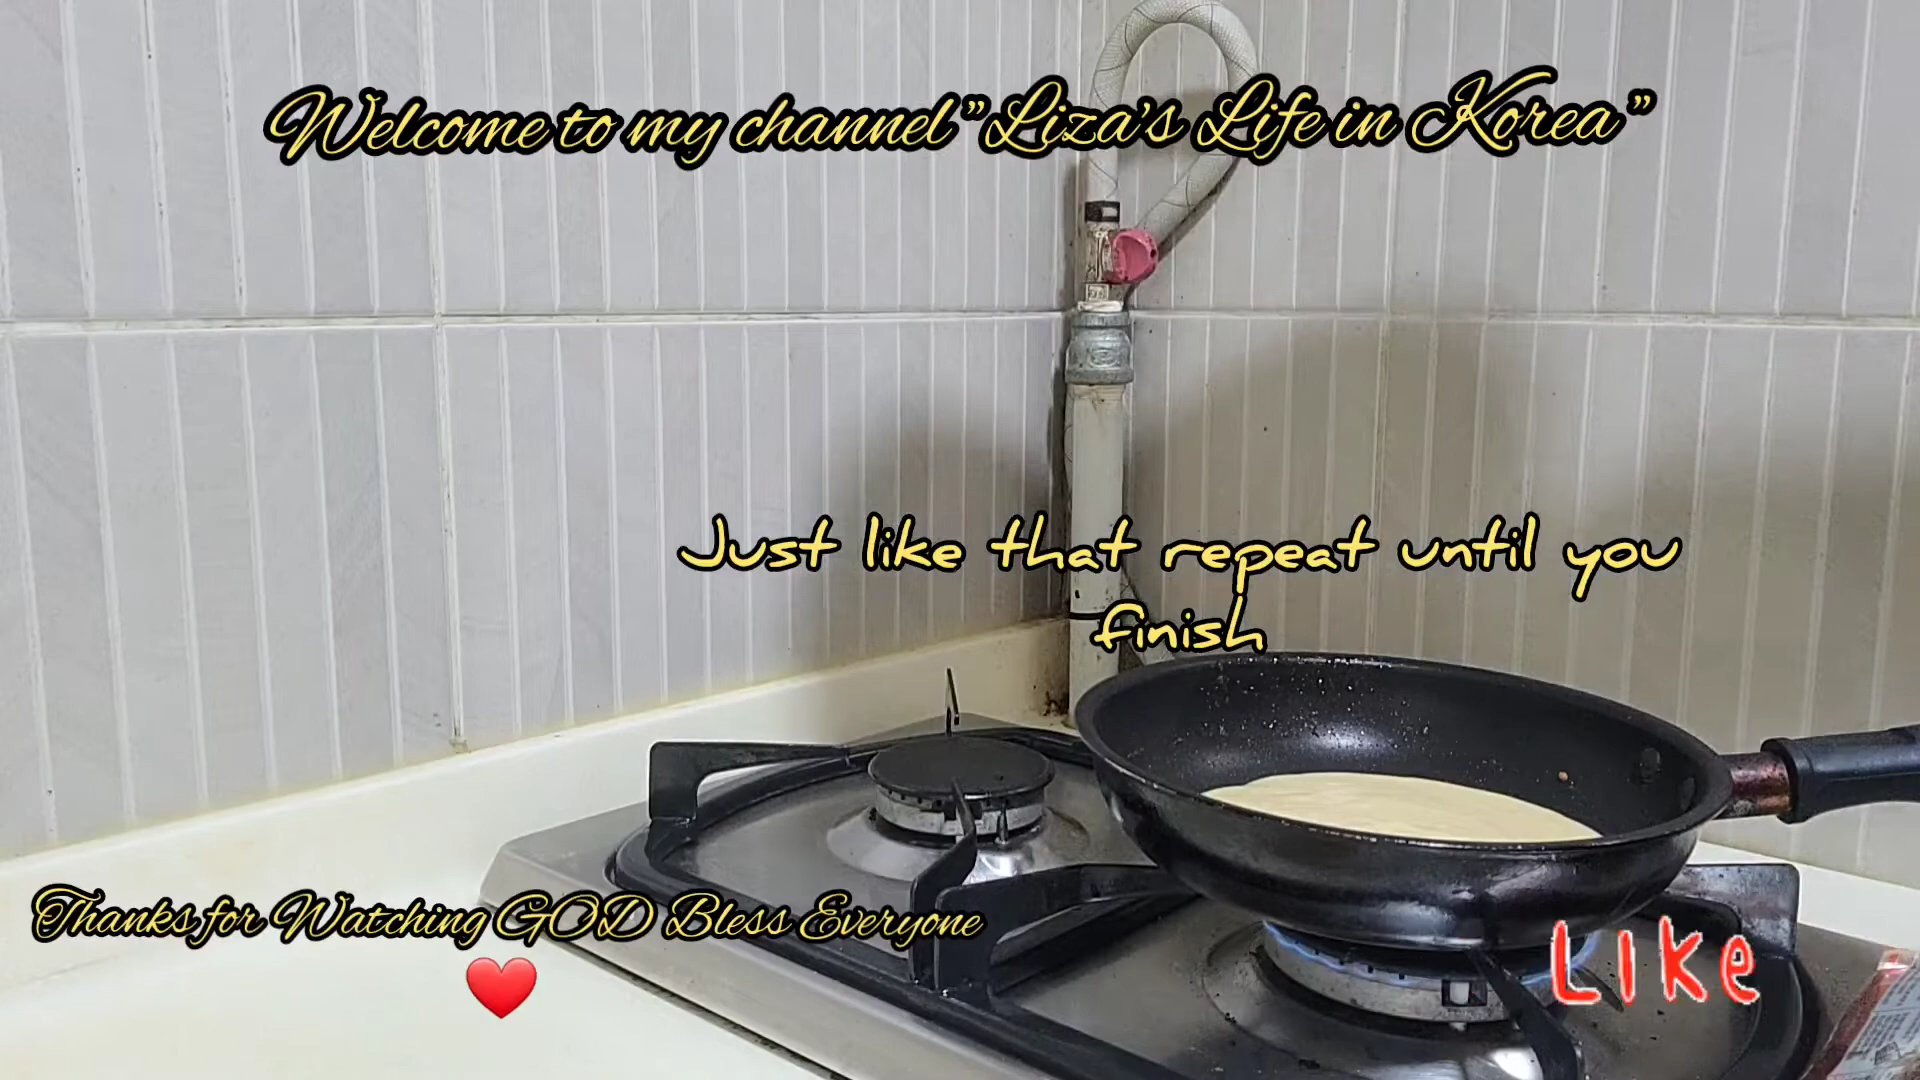 Welcome to my channel "Liza's Life in Korea"
Just like that repeat until you
finish
Thanks for Watching GOD Bless Everyone
LIKe